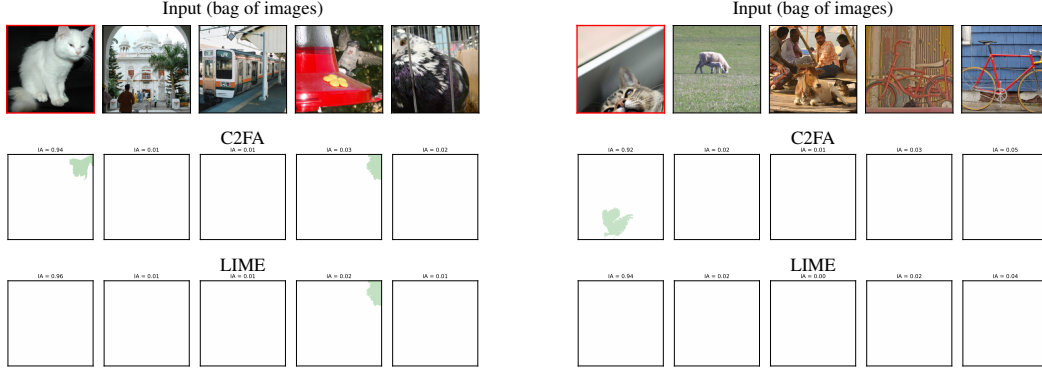 Input (bag of images)
C2FA
IA = 0.94 IA = 0.01 IA = 0.01 IA = 0.03 IA = 0.02
LIME
IA = 0.96 IA = 0.01 IA = 0.01 IA = 0.02 IA = 0.01
Input (bag of images)
C2FA
IA = 0.92 IA = 0.02 IA = 0.01 IA = 0.03 IA = 0.05
LIME
IA = 0.94 IA = 0.02 IA = 0.00 IA = 0.02 IA = 0.04